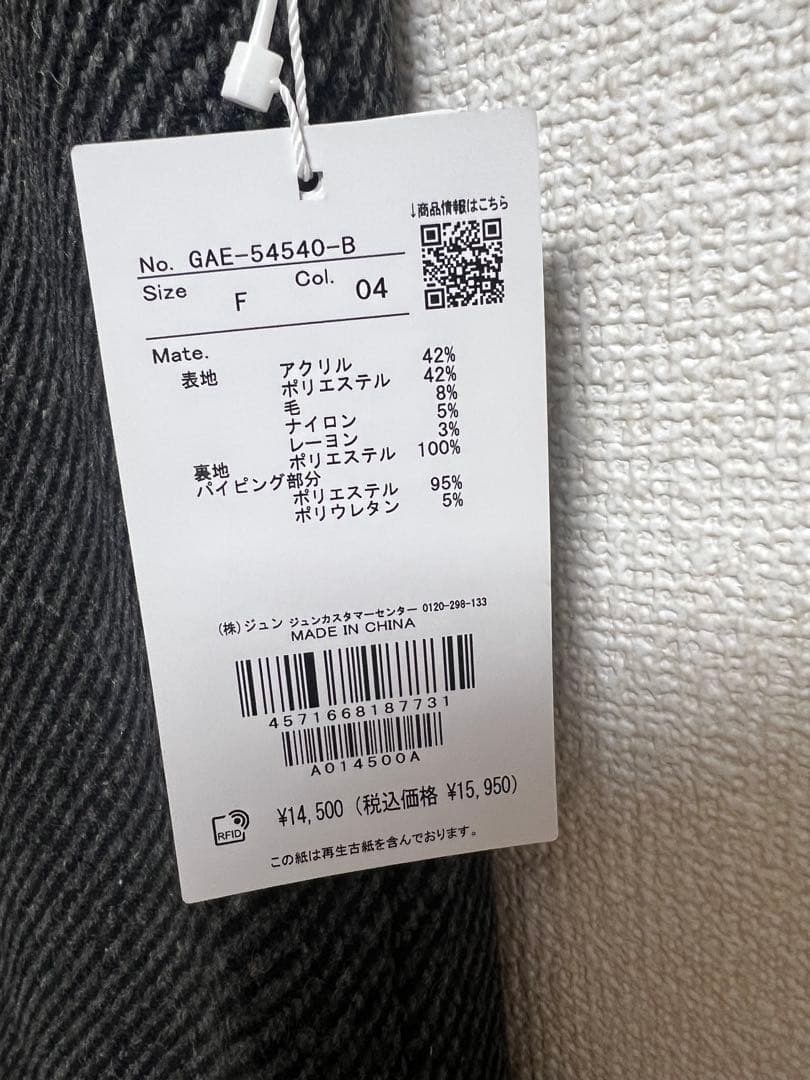 ↓商品情報はこちら
No. GAE-54540-B
Size F Col. 04
Mate.
表地 アクリル 42%
ポリエステル 42%
毛 8%
ナイロン 5%
レーヨン 3%
裏地 ポリエステル 100%
パイピング部分
ポリエステル 95%
ポリウレタン 5%
(株)ジュン ジュンカスタマーセンター 0120-298-133
MADE IN CHINA
4571668187731
A014500A
RFID ¥14,500 (税込価格 ¥15,950)
この紙は再生古紙を含んでおります。